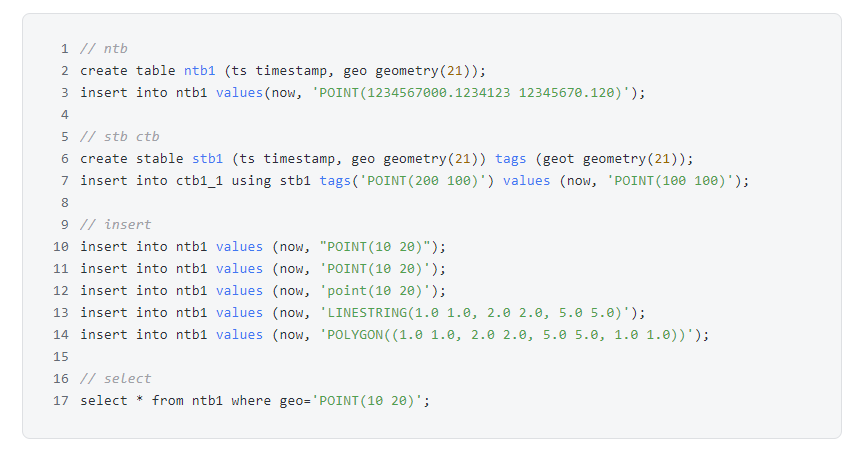 1 // ntb
2 create table ntb1 (ts timestamp, geo geometry(21));
3 insert into ntb1 values(now, 'POINT(1234567000.1234123 12345670.120)');
4
5 // stb ctb
6 create stable stb1 (ts timestamp, geo geometry(21)) tags (geot geometry(21));
7 insert into ctb1_1 using stb1 tags('POINT(200 100)') values (now, 'POINT(100 100)');
8
9 // insert
10 insert into ntb1 values (now, "POINT(10 20)");
11 insert into ntb1 values (now, 'POINT(10 20)');
12 insert into ntb1 values (now, 'point(10 20)');
13 insert into ntb1 values (now, 'LINESTRING(1.0 1.0, 2.0 2.0, 5.0 5.0)');
14 insert into ntb1 values (now, 'POLYGON((1.0 1.0, 2.0 2.0, 5.0 5.0, 1.0 1.0))');
15
16 // select
17 select * from ntb1 where geo='POINT(10 20)';